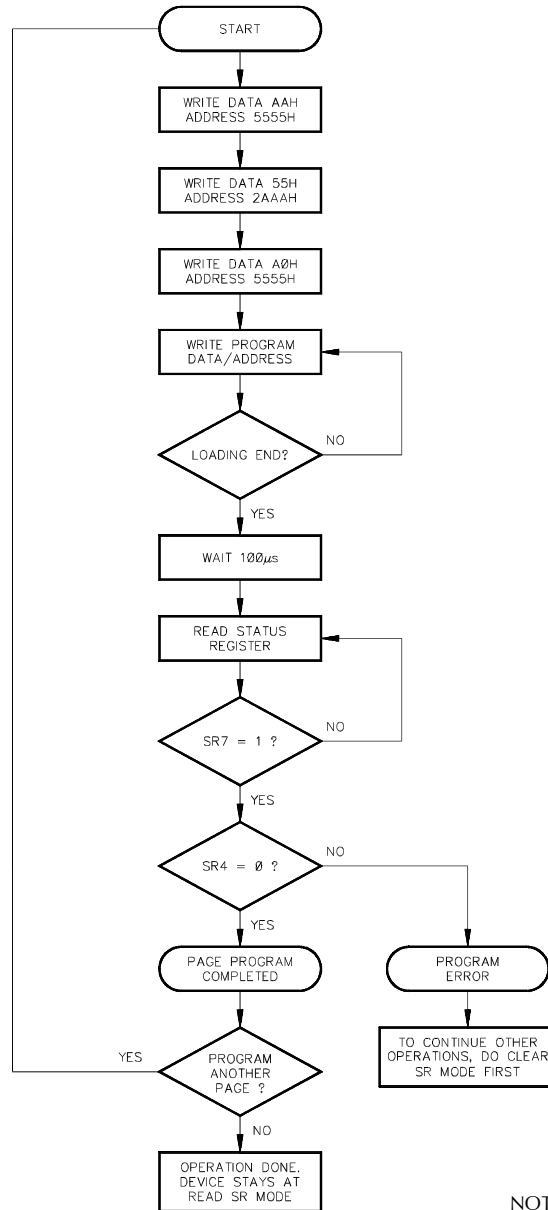 START
WRITE DATA AAH
ADDRESS 5555H
WRITE DATA 55H
ADDRESS 2AAAH
WRITE DATA AØH
ADDRESS 5555H
WRITE PROGRAM
DATA/ADDRESS
LOADING END?
NO
YES
WAIT 1ØØµs
READ STATUS
REGISTER
SR7 = 1 ?
NO
YES
SR4 = Ø ?
NO
YES
PAGE PROGRAM
COMPLETED
PROGRAM
ERROR
TO CONTINUE OTHER
OPERATIONS, DO CLEAR
SR MODE FIRST
YES
PROGRAM
ANOTHER
PAGE ?
NO
OPERATION DONE,
DEVICE STAYS AT
READ SR MODE
NOT